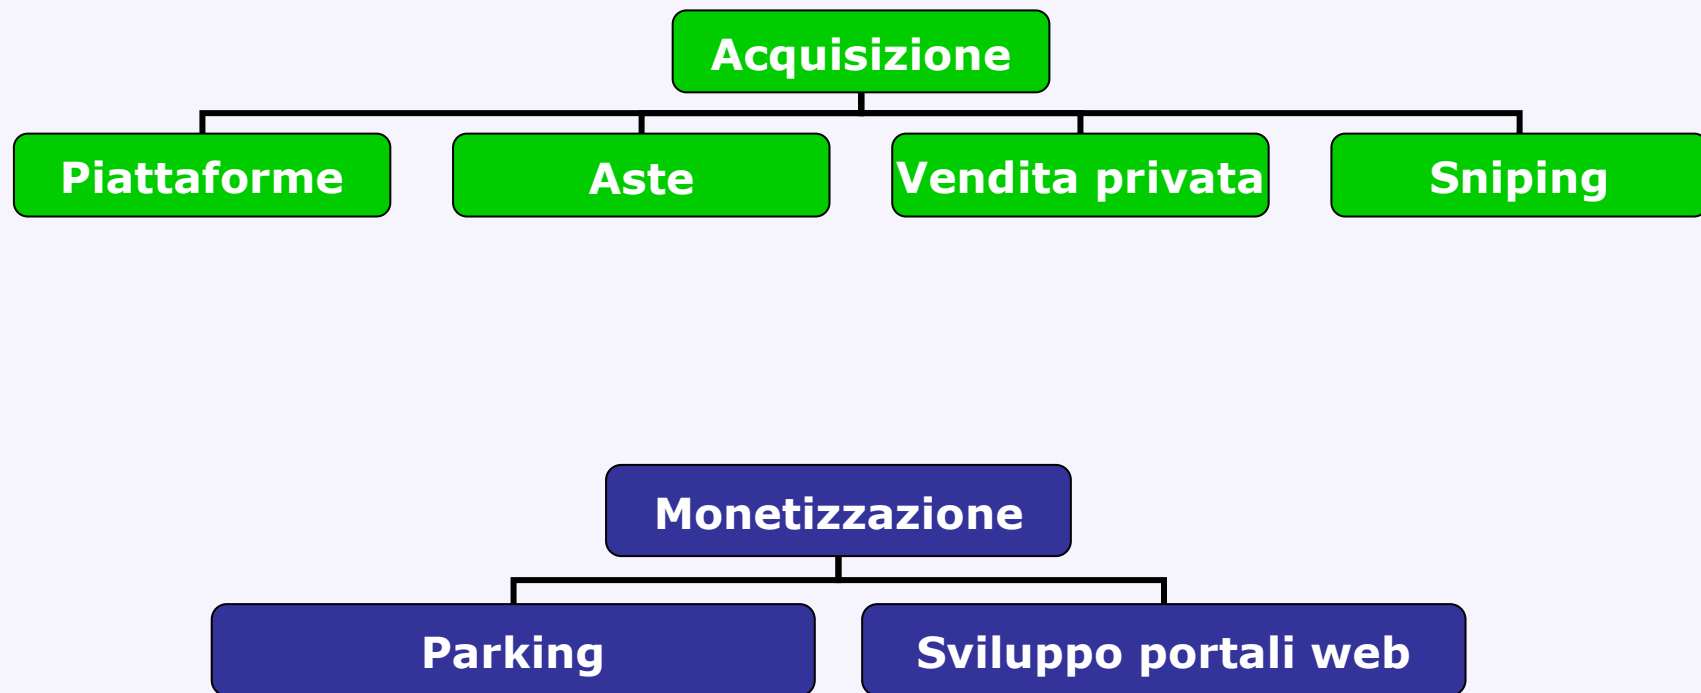 Acquisizione
Piattaforme
Aste
Vendita privata
Sniping
Monetizzazione
Parking
Sviluppo portali web